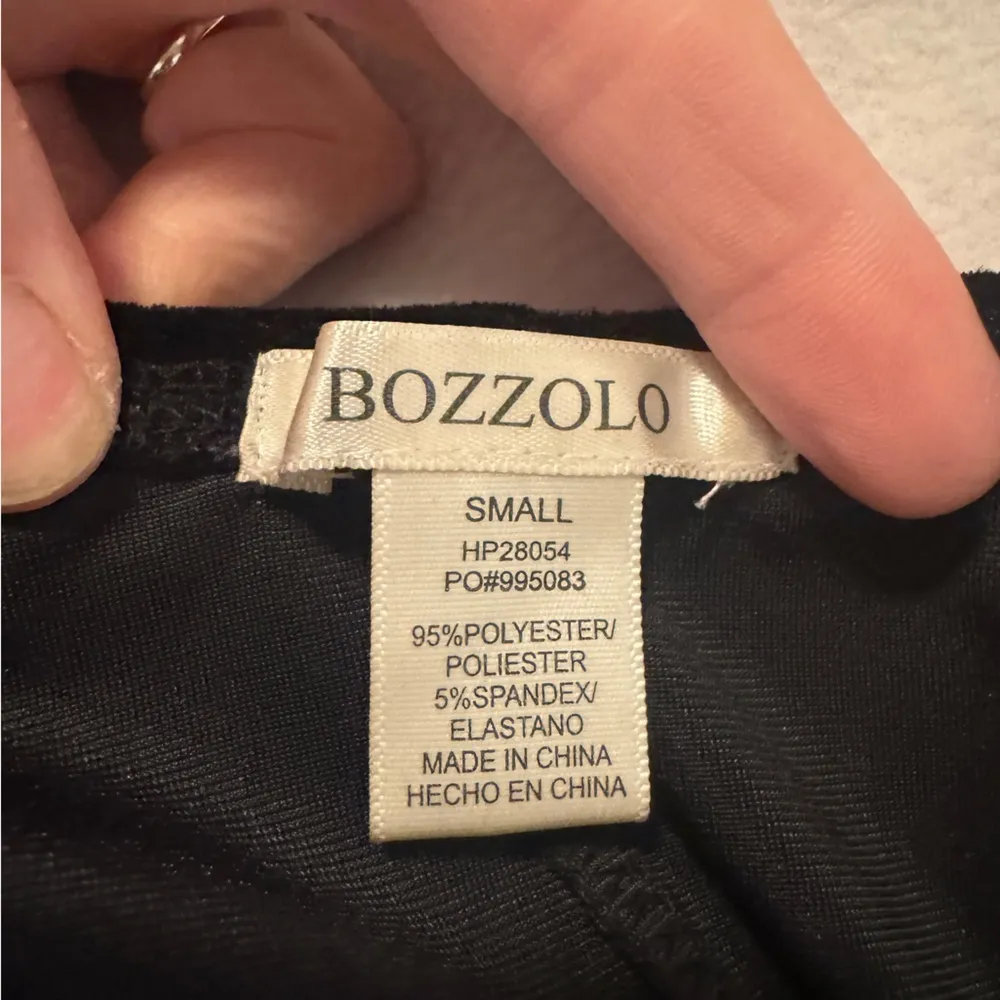 BOZZOLO
SMALL
HP28054
PO#995083
95%POLYESTER/
POLIESTER
5%SPANDEX/
ELASTANO
MADE IN CHINA
HECHO EN CHINA